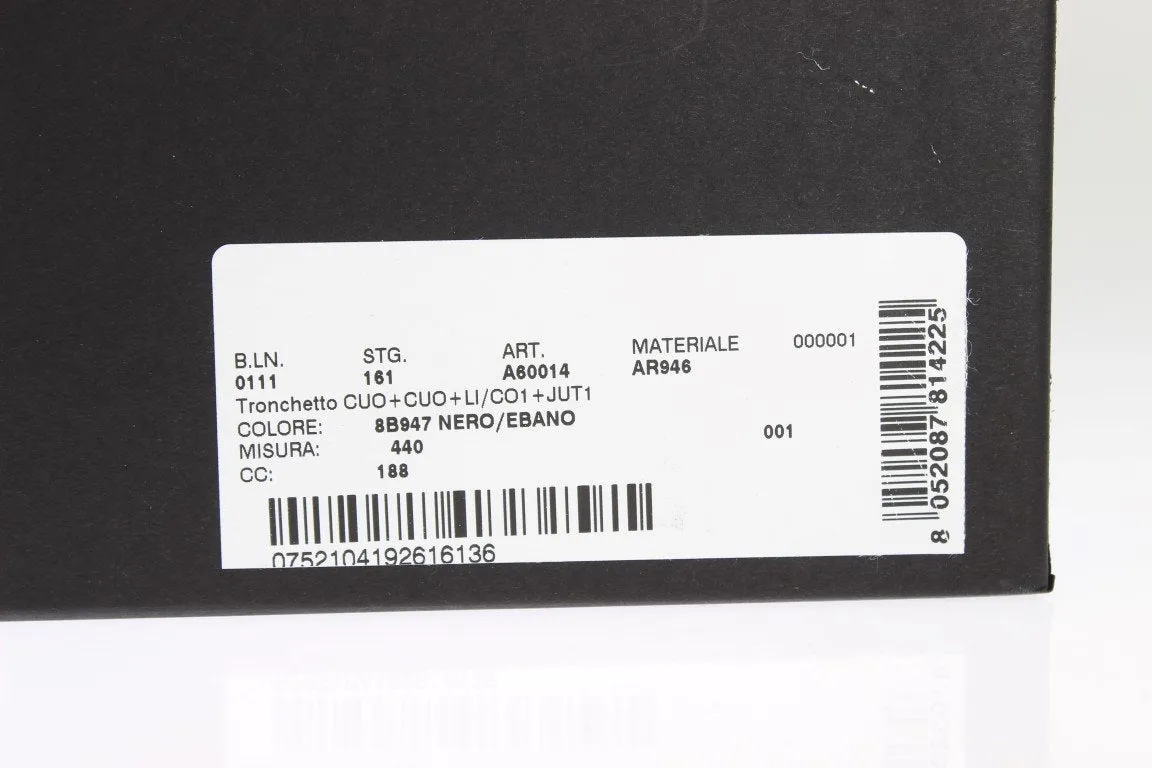 B.LN. STG. ART. MATERIALE 000001
0111 161 A60014 AR946
Tronchetto CUO+CUO+LI/CO1+JUT1
COLORE: 8B947 NERO/EBANO
001
MISURA: 440
CC: 188
0752104192616136
8 052087 814225